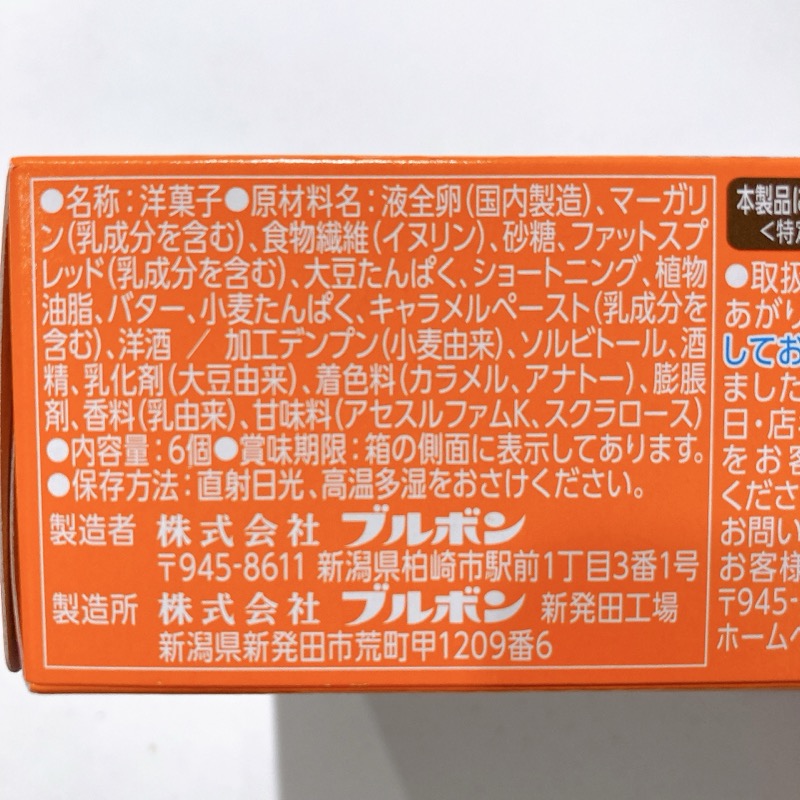 ●名称：洋菓子●原材料名：液全卵（国内製造）、マーガリ
ン（乳成分を含む）、食物繊維（イヌリン）、砂糖、ファットスプ
レッド（乳成分を含む）、大豆たんぱく、ショートニング、植物
油脂、バター、小麦たんぱく、キャラメルペースト（乳成分を
含む）、洋酒 ／ 加工デンプン（小麦由来）、ソルビトール、酒
精、乳化剤（大豆由来）、着色料（カラメル、アナトー）、膨脹
剤、香料（乳由来）、甘味料（アセスルファムK、スクラロース）
●内容量：6個●賞味期限：箱の側面に表示してあります。
●保存方法：直射日光、高温多湿をおさけください。
製造者 株式会社 ブルボン
〒945-8611 新潟県柏崎市駅前1丁目3番1号
製造所 株式会社 ブルボン 新発田工場
新潟県新発田市荒町甲1209番6
本製品に
＜特定
●取扱
あがり
してお
ました
日・店
をお客
くださ
お問い
お客様
〒945-
ホームペ